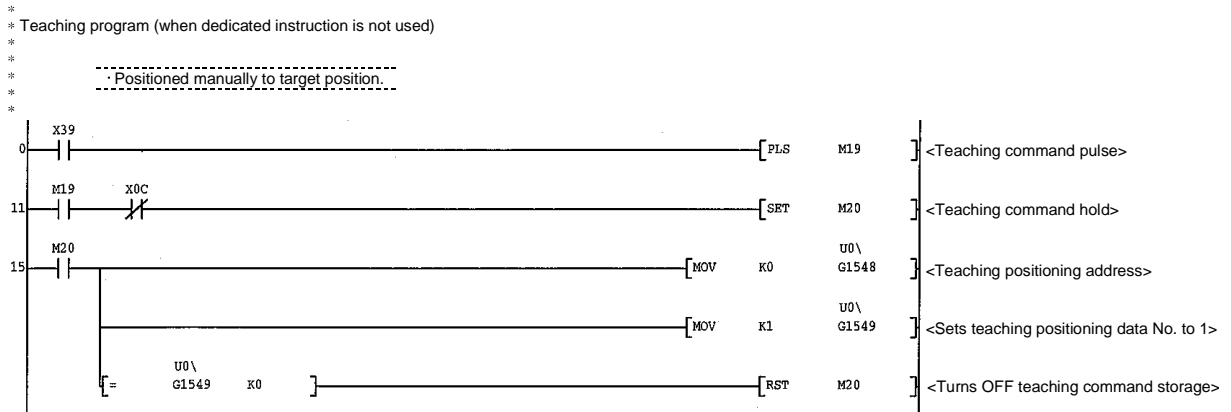 *
* Teaching program (when dedicated instruction is not used)
*
*
* · Positioned manually to target position.
*
*
X39
0 [PLS M19 ] <Teaching command pulse>
M19 X0C
11 [SET M20 ] <Teaching command hold>
M20 U0\
15 [MOV K0 G1548 ] <Teaching positioning address>
U0\
[MOV K1 G1549 ] <Sets teaching positioning data No. to 1>
U0\
[= G1549 K0 ] [RST M20 ] <Turns OFF teaching command storage>